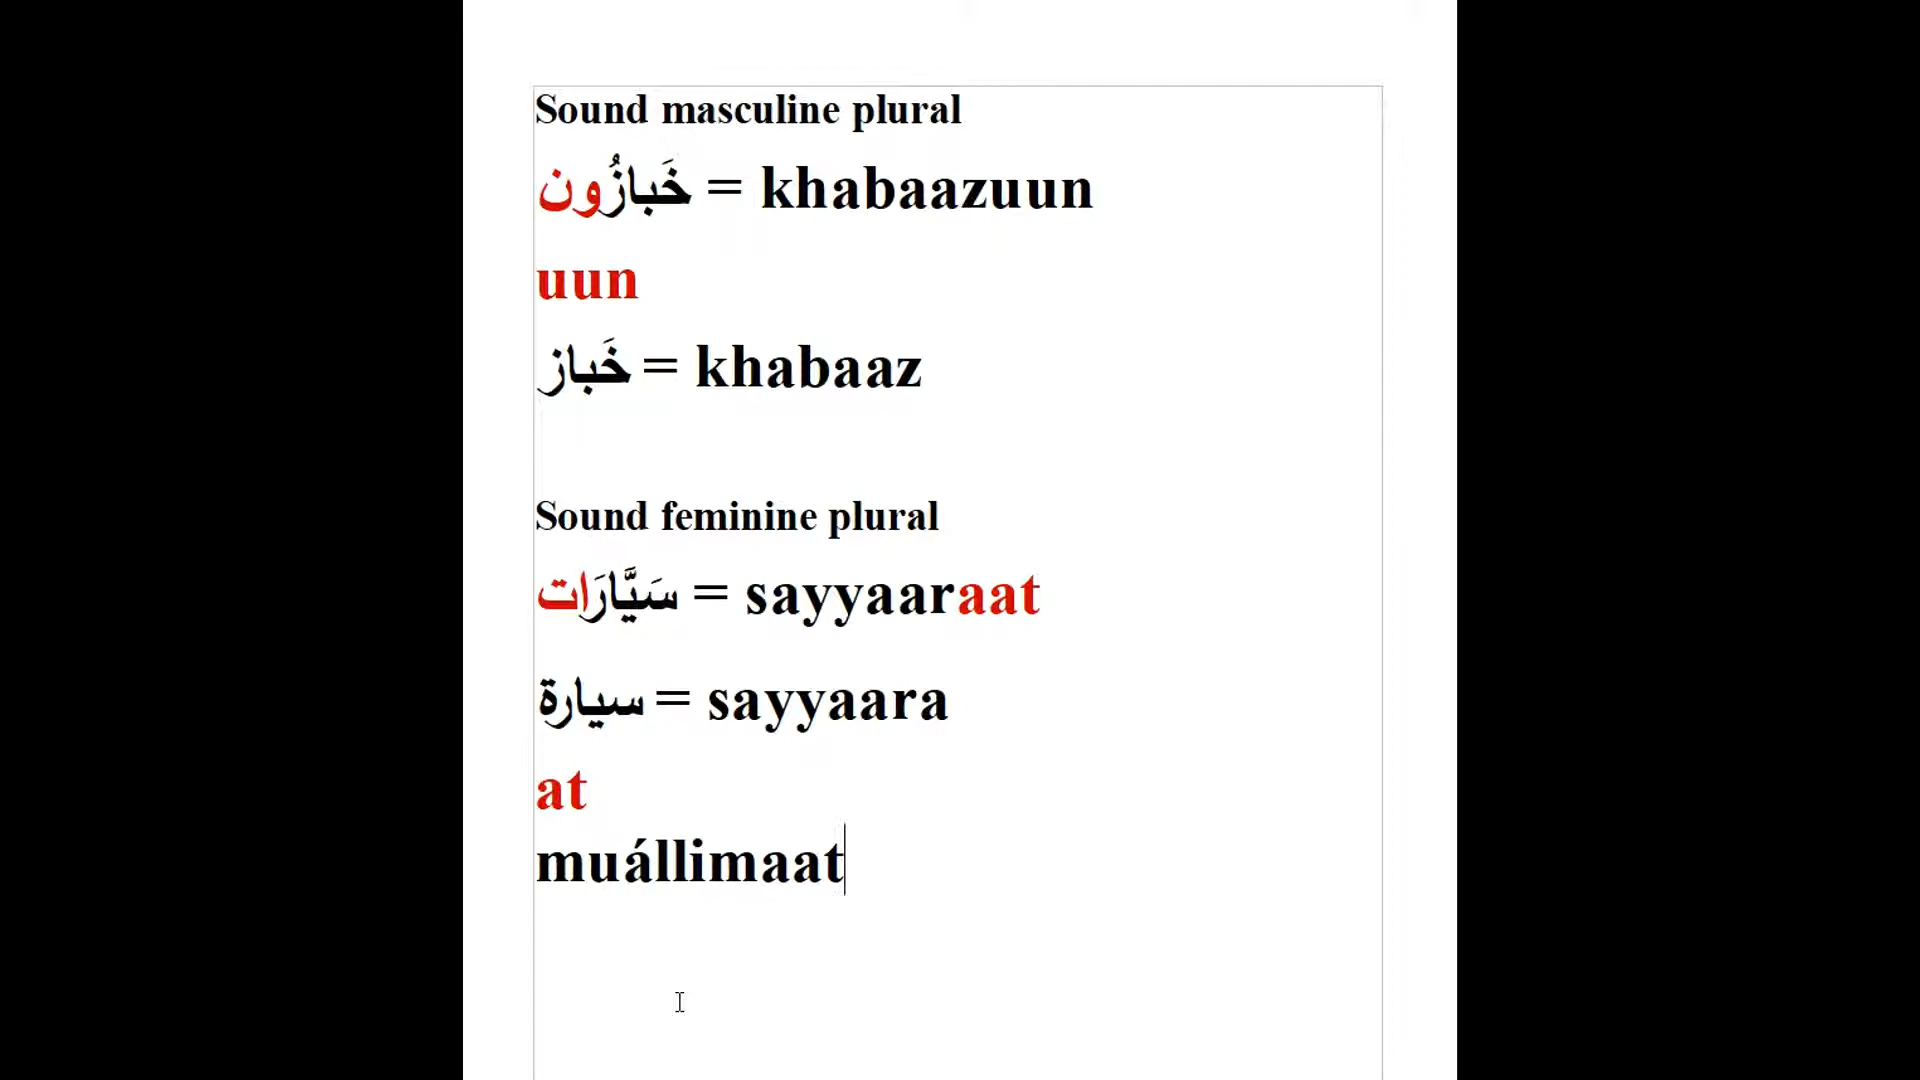 Sound masculine plural
خَبازُون = khabaazuun
uun
خَباز = khabaaz
Sound feminine plural
سَيَّارَات = sayyaaraat
سيارة = sayyaara
at
muállimaat